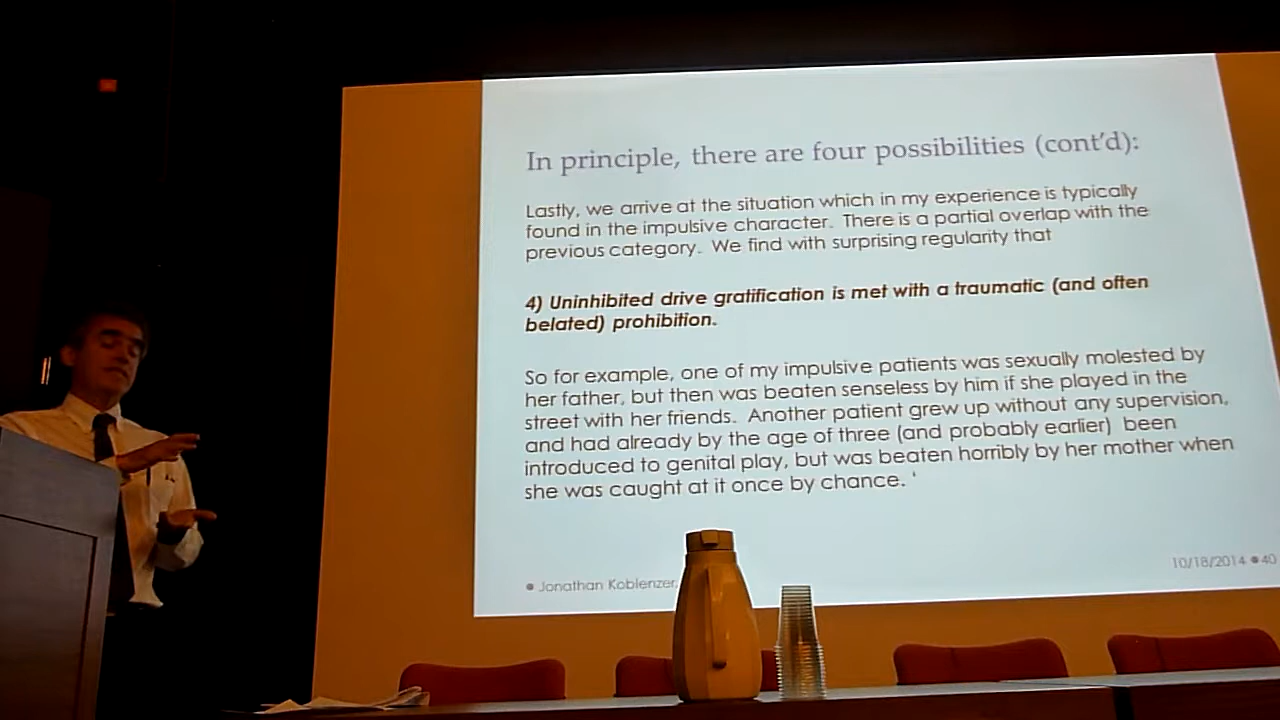 In principle, there are four possibilities (cont'd):
Lastly, we arrive at the situation which in my experience is typically
found in the impulsive character. There is a partial overlap with the
previous category. We find with surprising regularity that
4) Uninhibited drive gratification is met with a traumatic (and often
belated) prohibition.
So for example, one of my impulsive patients was sexually molested by
her father, but then was beaten senseless by him if she played in the
street with her friends. Another patient grew up without any supervision,
and had already by the age of three (and probably earlier) been
introduced to genital play, but was beaten horribly by her mother when
she was caught at it once by chance. '
• Jonathan Koblenzer,
10/18/2014 • 40